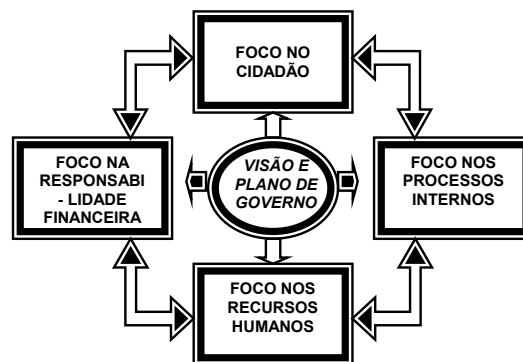 FOCO NO
CIDADÃO
FOCO NA
RESPONSABI
- LIDADE
FINANCEIRA
VISÃO E
PLANO DE
GOVERNO
FOCO NOS
PROCESSOS
INTERNOS
FOCO NOS
RECURSOS
HUMANOS